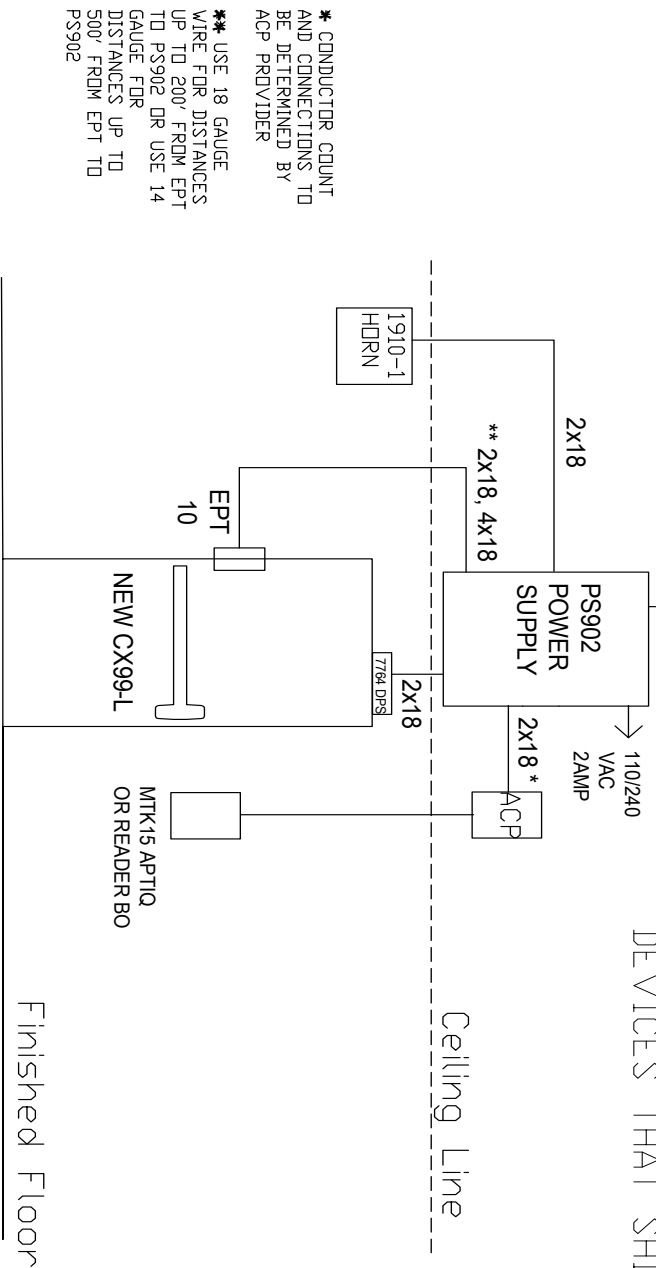 DEVICES THAT SHI
110/240
VAC
2AMP
PS902
POWER
SUPPLY
2x18
** 2x18, 4x18
2x18 *
ACP
1910-1
HORN
Ceiling Line
2x18
7764 DPS
EPT
10
NEW CX99-L
MTK15 APTIQ
OR READER BO
Finished Floor
* CONDUCTOR COUNT
AND CONNECTIONS TO
BE DETERMINED BY
ACP PROVIDER
** USE 18 GAUGE
WIRE FOR DISTANCES
UP TO 200' FROM EPT
TO PS902 OR USE 14
GAUGE FOR
DISTANCES UP TO
500' FROM EPT TO
PS902